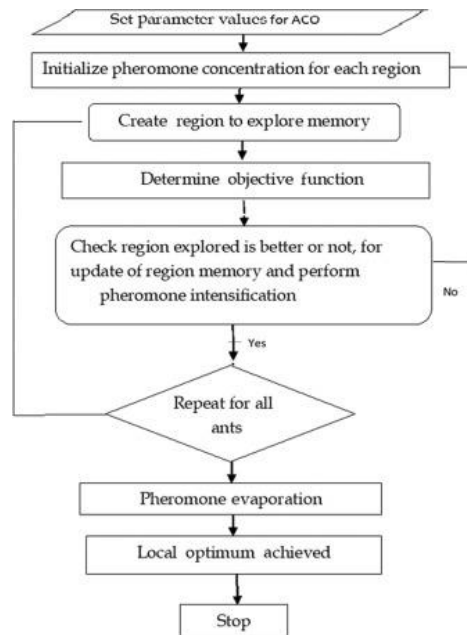 Set parameter values for ACO
Initialize pheromone concentration for each region
Create region to explore memory
Determine objective function
Check region explored is better or not, for
update of region memory and perform
pheromone intensification
No
Yes
Repeat for all
ants
Pheromone evaporation
Local optimum achieved
Stop